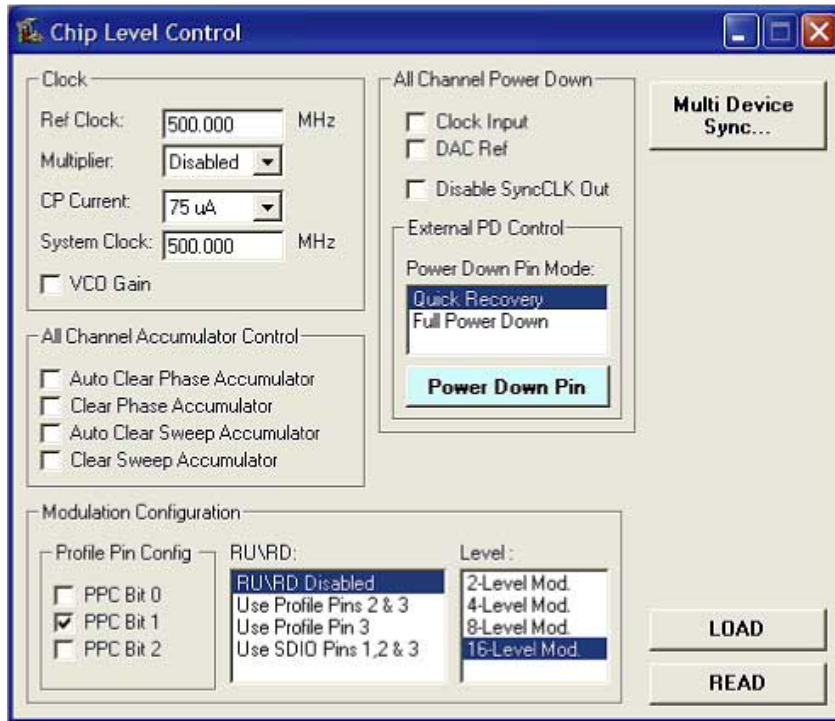 Chip Level Control
Clock
Ref Clock: 500.000 MHz
Multiplier: Disabled
CP Current: 75 uA
System Clock: 500.000 MHz
VCO Gain
All Channel Accumulator Control
Auto Clear Phase Accumulator
Clear Phase Accumulator
Auto Clear Sweep Accumulator
Clear Sweep Accumulator
All Channel Power Down
Clock Input
DAC Ref
Disable SyncCLK Out
External PD Control
Power Down Pin Mode:
Quick Recovery
Full Power Down
Power Down Pin
Multi Device
Sync...
Modulation Configuration
Profile Pin Config
PPC Bit 0
PPC Bit 1
PPC Bit 2
RU\RD:
RU\RD Disabled
Use Profile Pins 2 & 3
Use Profile Pin 3
Use SDIO Pins 1,2 & 3
Level :
2-Level Mod.
4-Level Mod.
8-Level Mod.
16-Level Mod.
LOAD
READ